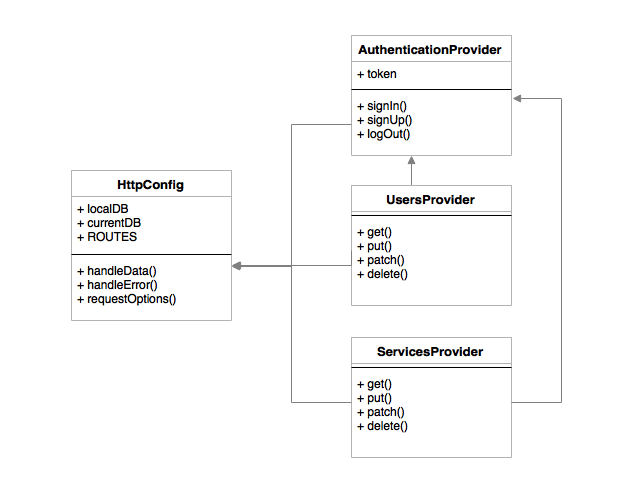 AuthenticationProvider
+ token
+ signIn()
+ signUp()
+ logOut()
HttpConfig
+ localDB
+ currentDB
+ ROUTES
+ handleData()
+ handleError()
+ requestOptions()
UsersProvider
+ get()
+ put()
+ patch()
+ delete()
ServicesProvider
+ get()
+ put()
+ patch()
+ delete()